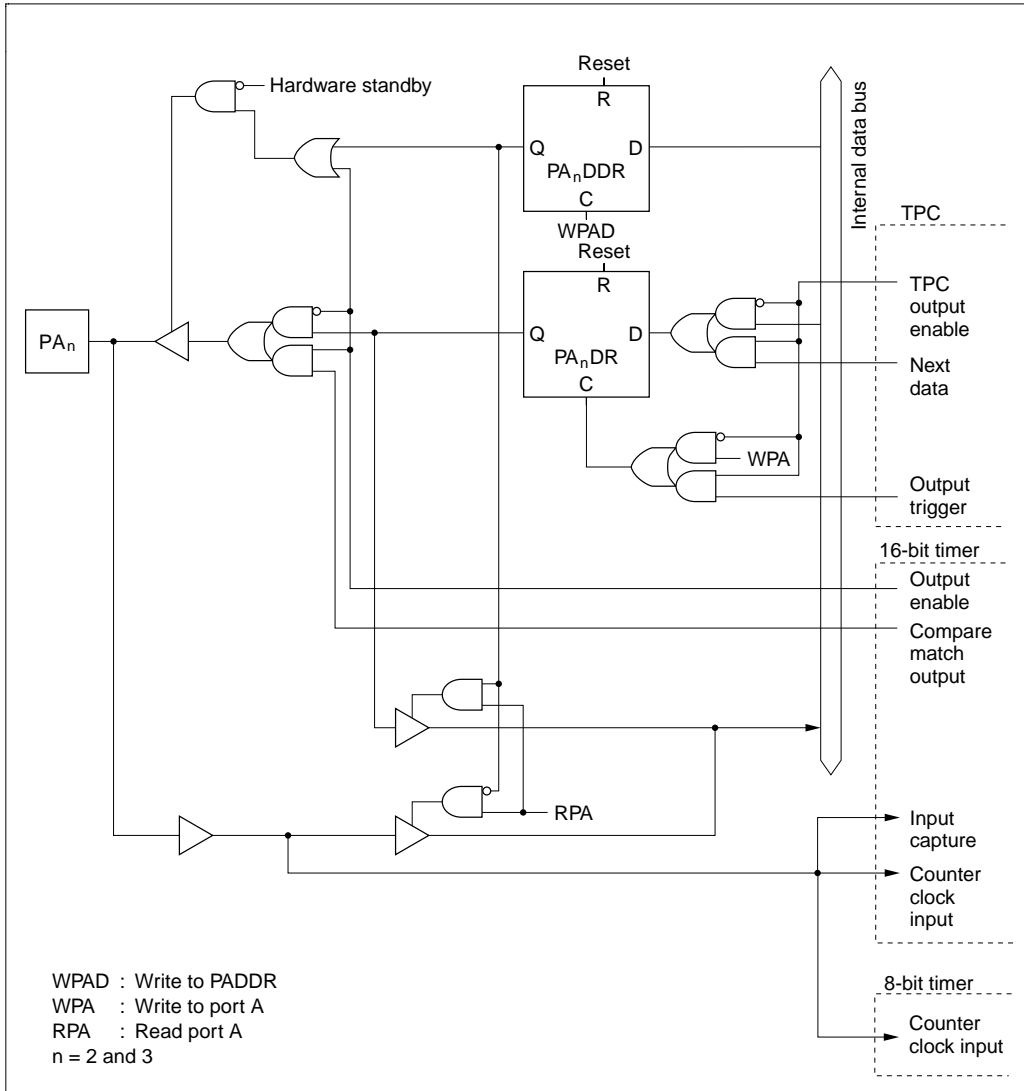 Reset
Hardware standby
R
Q
D
PAnDDR
C
WPAD
Internal data bus
TPC
Reset
R
TPC
output
enable
PAn
Q
D
PAnDR
C
Next
data
WPA
Output
trigger
16-bit timer
Output
enable
Compare
match
output
RPA
Input
capture
Counter
clock
input
WPAD : Write to PADDR
WPA : Write to port A
RPA : Read port A
n = 2 and 3
8-bit timer
Counter
clock input